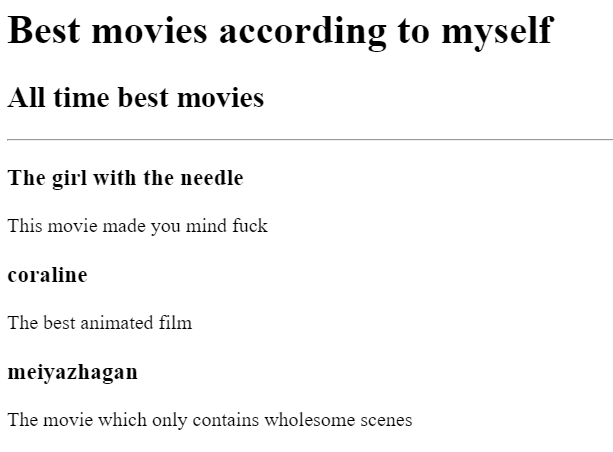 Best movies according to myself
All time best movies
The girl with the needle
This movie made you mind fuck
coraline
The best animated film
meiyazhagan
The movie which only contains wholesome scenes